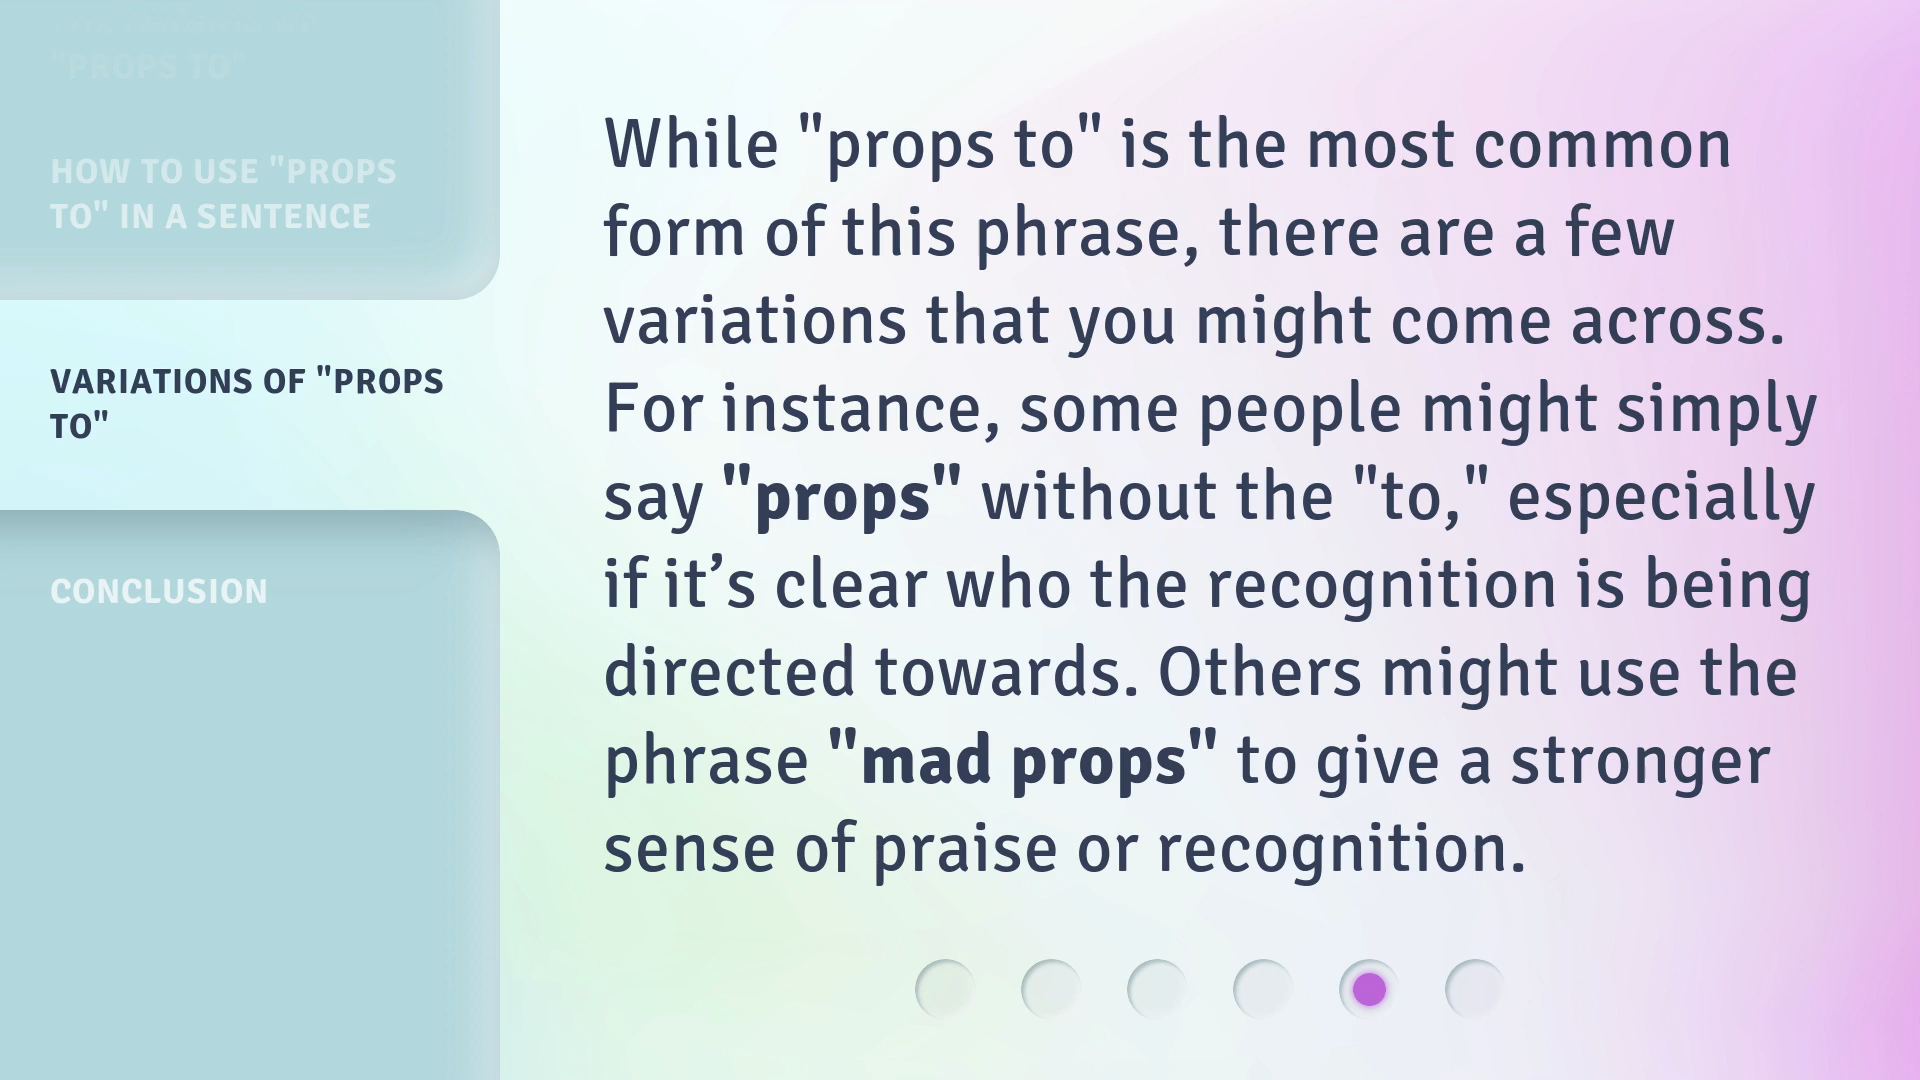 "PROPS TO"
HOW TO USE "PROPS
TO" IN A SENTENCE
VARIATIONS OF "PROPS
TO"
CONCLUSION
While "props to" is the most common
form of this phrase, there are a few
variations that you might come across.
For instance, some people might simply
say "props" without the "to," especially
if it’s clear who the recognition is being
directed towards. Others might use the
phrase "mad props" to give a stronger
sense of praise or recognition.